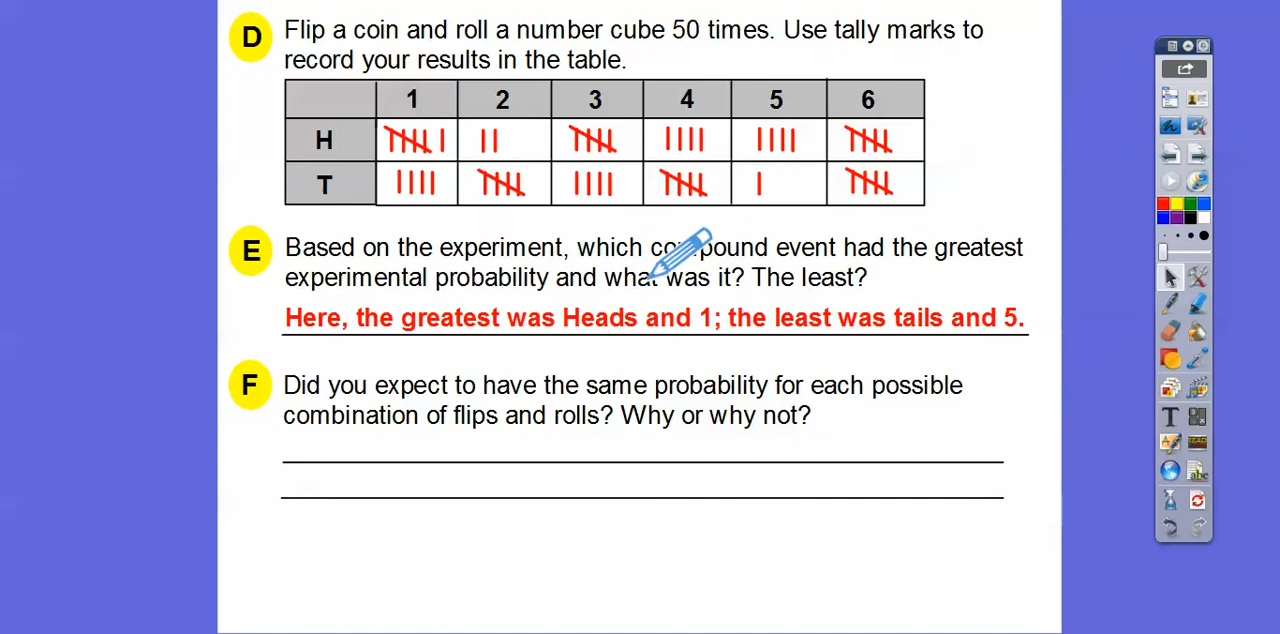 D Flip a coin and roll a number cube 50 times. Use tally marks to
record your results in the table.
1 2 3 4 5 6
H
T
E Based on the experiment, which compound event had the greatest
experimental probability and what was it? The least?
Here, the greatest was Heads and 1; the least was tails and 5.
F Did you expect to have the same probability for each possible
combination of flips and rolls? Why or why not?
T
abc